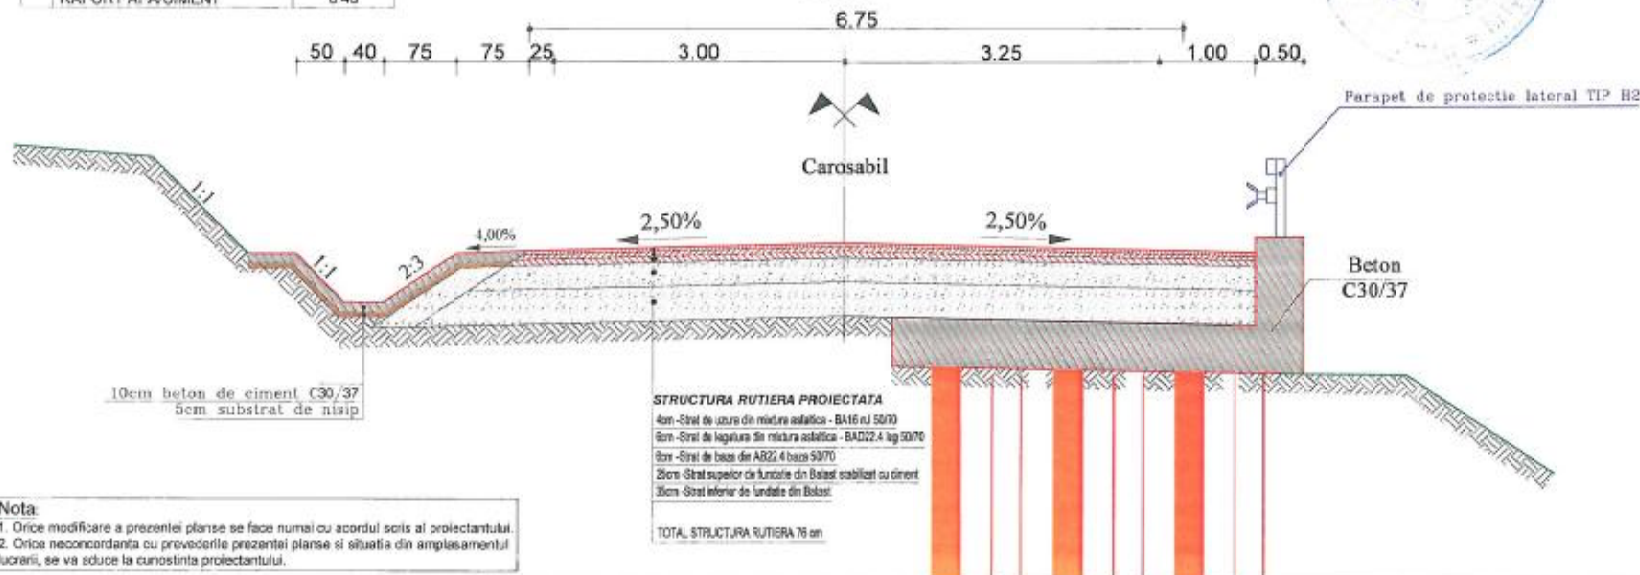 RAPORT APA/CIMENT
6.75
50 40 75 75 25 3.00 3.25 1.00 0.50
Parapet de protectie lateral TIP H2
Carosabil
1:1
2,50% 2,50%
4,00%
1:1 2:3
Beton
C30/37
10cm beton de ciment C30/37
5cm substrat de nisip
STRUCTURA RUTIERA PROIECTATA
4cm -Strat de uzura din mixtura asfaltica - BA16 rul 50/70
6cm -Strat de legatura din mixtura asfaltica - BAD22.4 leg 50/70
6cm -Strat de baza din AB22.4 baza 50/70
25cm -Strat superior de fundatie din Balast stabilizat cu ciment
35cm -Strat inferior de fundatie din Balast
TOTAL STRUCTURA RUTIERA 76 cm
Nota:
1. Orice modificare a prezentei planse se face numai cu acordul scris al proiectantului.
2. Orice neconcordanta cu prevederile prezentei planse si situatia din amplasamentul
lucrarii, se va aduce la cunostinta proiectantului.